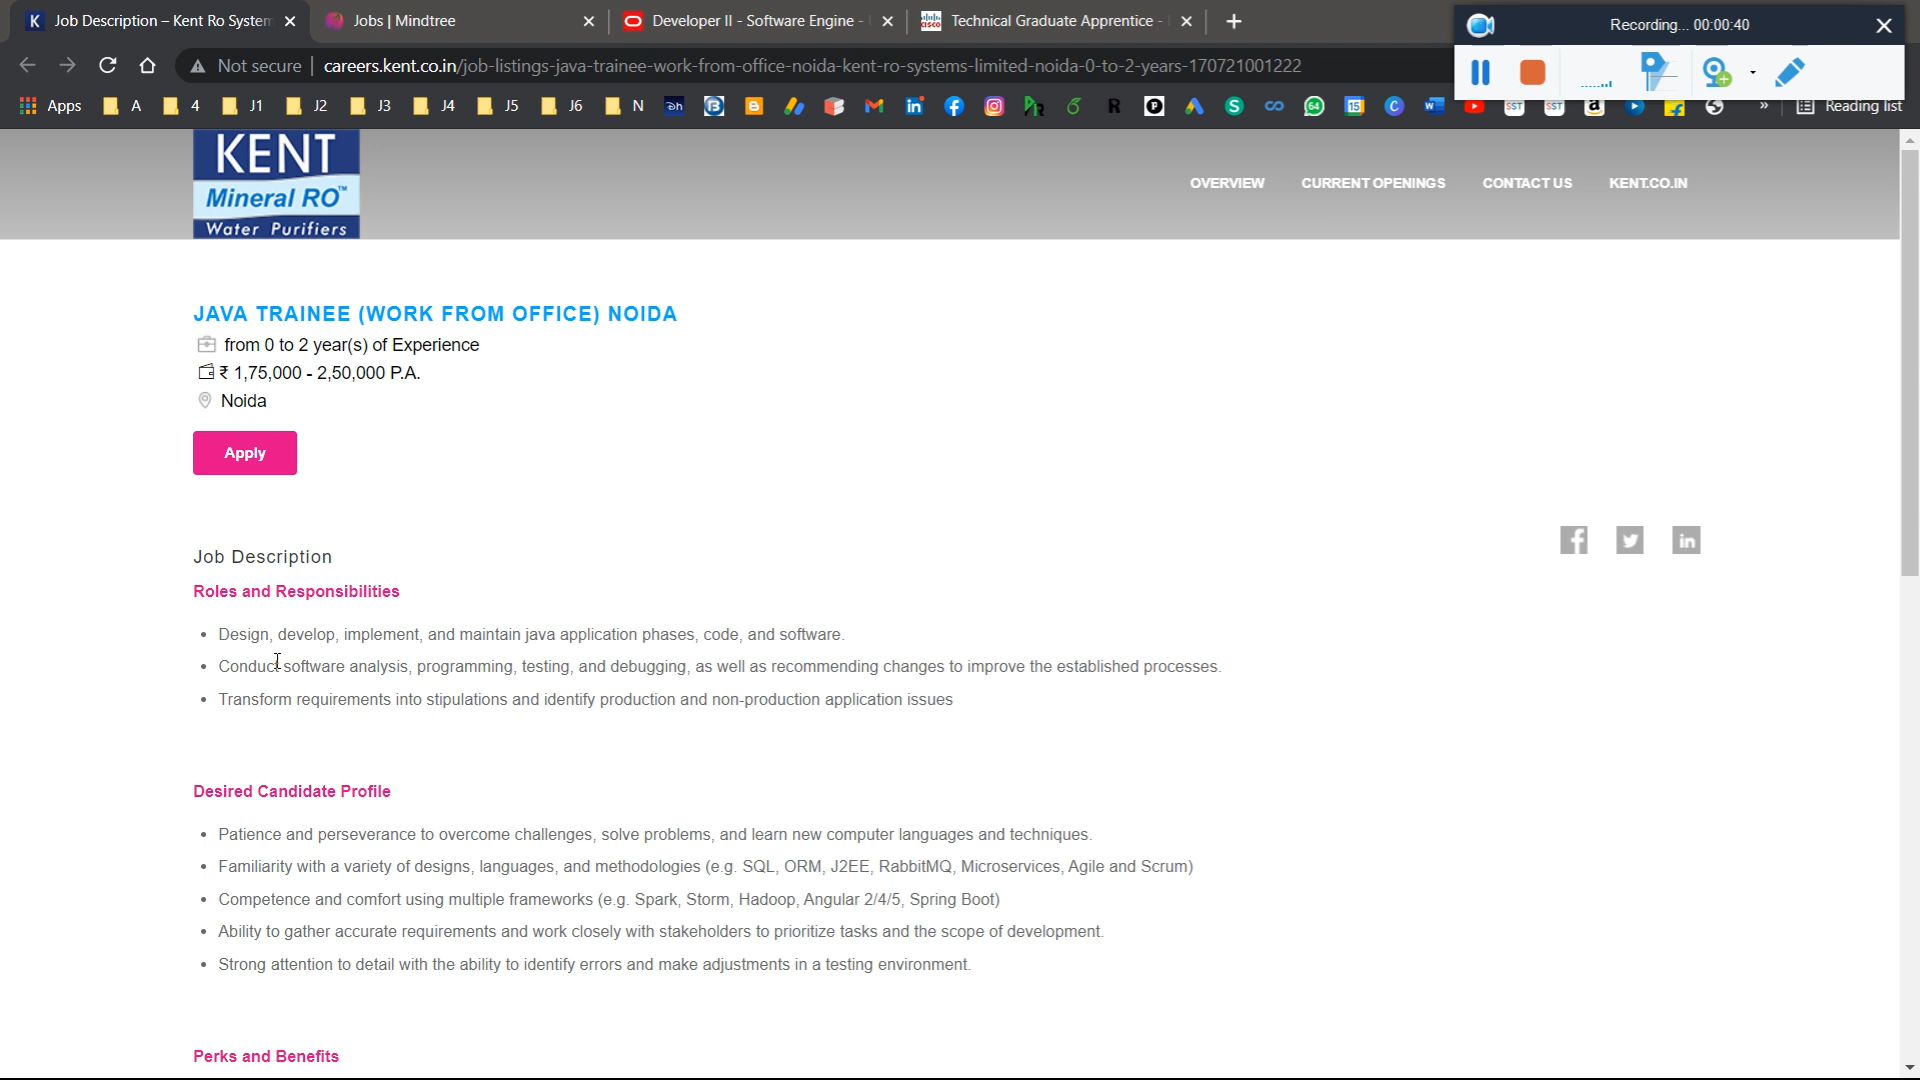 Job Description – Kent Ro System
Jobs | Mindtree
Developer II - Software Engine -
Technical Graduate Apprentice -
Recording... 00:00:40
Not secure
careers.kent.co.in/job-listings-java-trainee-work-from-office-noida-kent-ro-systems-limited-noida-0-to-2-years-170721001222
Apps
A
4
J1
J2
J3
J4
J5
J6
N
»
Reading list
KENT
Mineral RO™
Water Purifiers
OVERVIEW
CURRENT OPENINGS
CONTACT US
KENT.CO.IN
JAVA TRAINEE (WORK FROM OFFICE) NOIDA
from 0 to 2 year(s) of Experience
₹ 1,75,000 - 2,50,000 P.A.
Noida
Apply
Job Description
Roles and Responsibilities
• Design, develop, implement, and maintain java application phases, code, and software.
• Conduct software analysis, programming, testing, and debugging, as well as recommending changes to improve the established processes.
• Transform requirements into stipulations and identify production and non-production application issues
Desired Candidate Profile
• Patience and perseverance to overcome challenges, solve problems, and learn new computer languages and techniques.
• Familiarity with a variety of designs, languages, and methodologies (e.g. SQL, ORM, J2EE, RabbitMQ, Microservices, Agile and Scrum)
• Competence and comfort using multiple frameworks (e.g. Spark, Storm, Hadoop, Angular 2/4/5, Spring Boot)
• Ability to gather accurate requirements and work closely with stakeholders to prioritize tasks and the scope of development.
• Strong attention to detail with the ability to identify errors and make adjustments in a testing environment.
Perks and Benefits